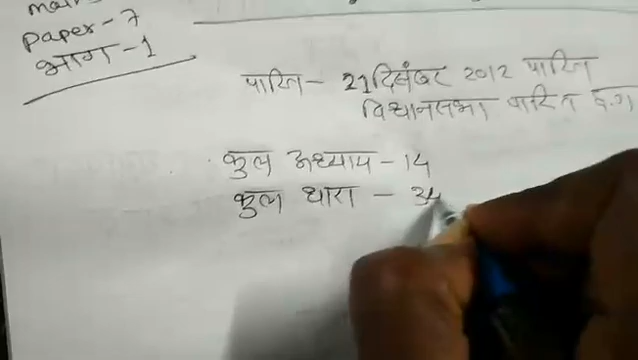 Paper-7
भाग-1
पारित- 21 दिसंबर 2012 पारित
विधानसभा पारित छ.ग
कुल अध्याय-14
कुल धारा -